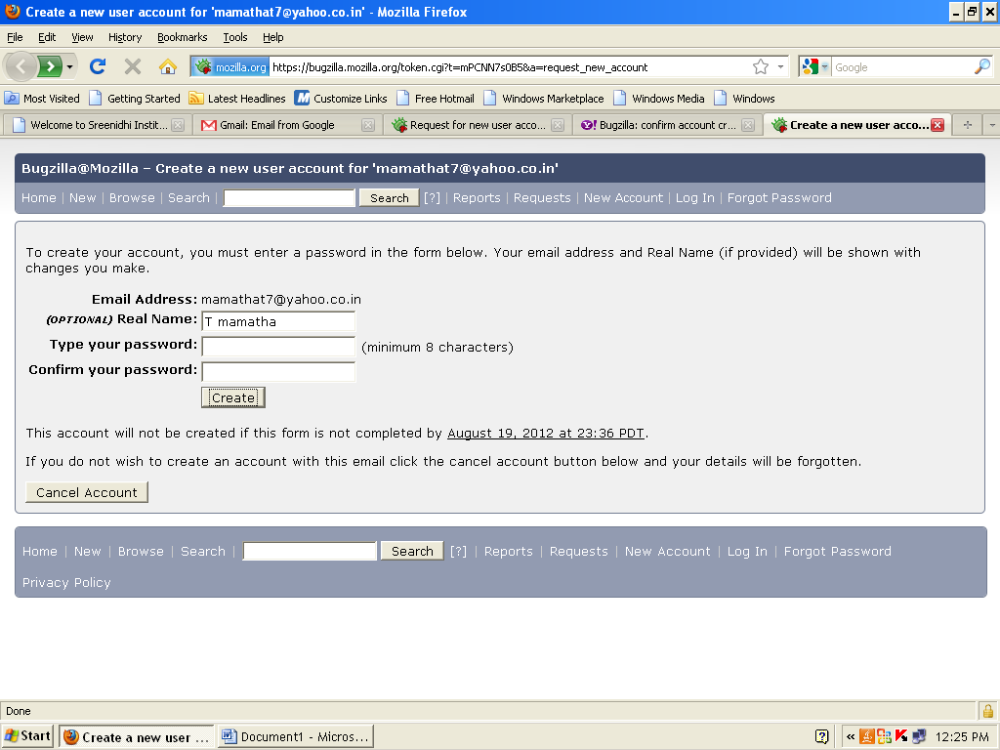 Create a new user account for 'mamathat7@yahoo.co.in' - Mozilla Firefox
File Edit View History Bookmarks Tools Help
mozilla.org https://bugzilla.mozilla.org/token.cgi?t=mPCNN7s0B5&a=request_new_account Google
Most Visited Getting Started Latest Headlines Customize Links Free Hotmail Windows Marketplace Windows Media Windows
Welcome to Sreenidhi Instit... Gmail: Email from Google Request for new user acco... Bugzilla: confirm account cr... Create a new user acco...
Bugzilla@Mozilla – Create a new user account for 'mamathat7@yahoo.co.in'
Home | New | Browse | Search | Search [?] | Reports | Requests | New Account | Log In | Forgot Password
To create your account, you must enter a password in the form below. Your email address and Real Name (if provided) will be shown with
changes you make.
Email Address: mamathat7@yahoo.co.in
(OPTIONAL) Real Name: T mamatha
Type your password: (minimum 8 characters)
Confirm your password:
Create
This account will not be created if this form is not completed by August 19, 2012 at 23:36 PDT.
If you do not wish to create an account with this email click the cancel account button below and your details will be forgotten.
Cancel Account
Home | New | Browse | Search | Search [?] | Reports | Requests | New Account | Log In | Forgot Password
Privacy Policy
Done
Start Create a new user ... Document1 - Micros... « 12:25 PM